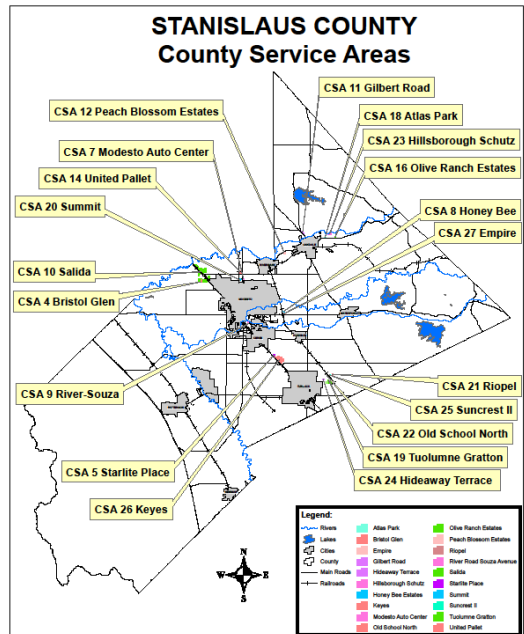 STANISLAUS COUNTY
County Service Areas
CSA 11 Gilbert Road
CSA 12 Peach Blossom Estates
CSA 18 Atlas Park
CSA 23 Hillsborough Schutz
CSA 7 Modesto Auto Center
CSA 16 Olive Ranch Estates
CSA 14 United Pallet
CSA 20 Summit
CSA 8 Honey Bee
CSA 27 Empire
CSA 10 Salida
CSA 4 Bristol Glen
CSA 9 River-Souza
CSA 21 Riopel
CSA 25 Suncrest II
CSA 22 Old School North
CSA 5 Starlite Place
CSA 19 Tuolumne Gratton
CSA 24 Hideaway Terrace
CSA 26 Keyes
N
W
E
S
Legend:
Rivers
Lakes
Cities
County
Main Roads
Railroads
Atlas Park
Bristol Glen
Empire
Gilbert Road
Hideaway Terrace
Hillsborough Schutz
Honey Bee Estates
Keyes
Modesto Auto Center
Old School North
Olive Ranch Estates
Peach Blossom Estates
Riopel
River Road Souza Avenue
Salida
Starlite Place
Summit
Suncrest II
Tuolumne Gratton
United Pallet